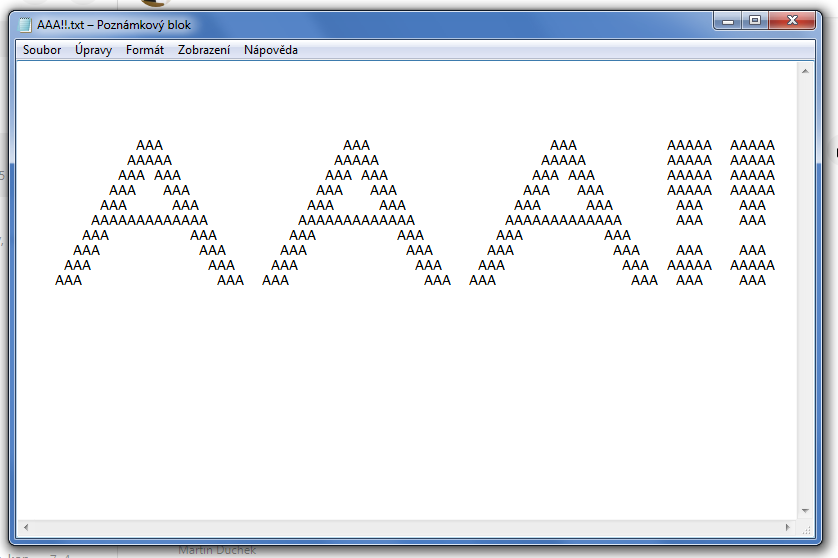 AAA!!.txt – Poznámkový blok
Soubor Úpravy Formát Zobrazení Nápověda
                  AAA                    AAA                    AAA          AAAAA  AAAAA
                 AAAAA                  AAAAA                  AAAAA         AAAAA  AAAAA
                AAA AAA                AAA AAA                AAA AAA        AAAAA  AAAAA
               AAA   AAA              AAA   AAA              AAA   AAA       AAAAA  AAAAA
              AAA     AAA            AAA     AAA            AAA     AAA       AAA    AAA
             AAAAAAAAAAAAA          AAAAAAAAAAAAA          AAAAAAAAAAAAA      AAA    AAA
            AAA         AAA        AAA         AAA        AAA         AAA
           AAA           AAA      AAA           AAA      AAA           AAA    AAA    AAA
          AAA             AAA    AAA             AAA    AAA             AAA  AAAAA  AAAAA
         AAA               AAA  AAA               AAA  AAA               AAA  AAA    AAA
Martin Duchek